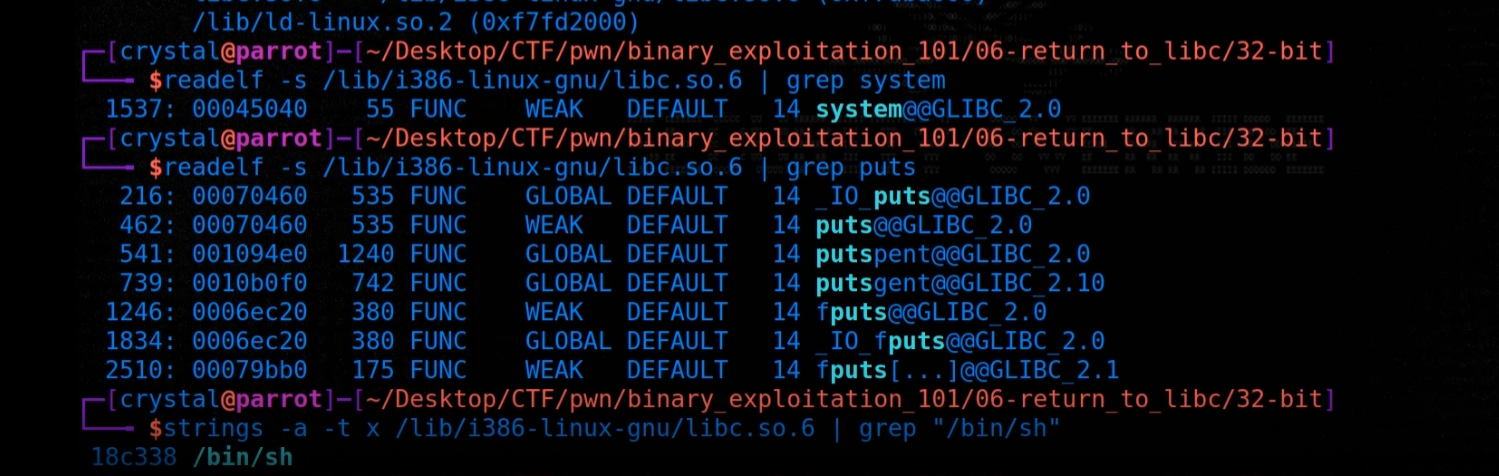 /lib/ld-linux.so.2 (0xf7fd2000)
[crystal@parrot]─[~/Desktop/CTF/pwn/binary_exploitation_101/06-return_to_libc/32-bit]
$readelf -s /lib/i386-linux-gnu/libc.so.6 | grep system
1537: 00045040    55 FUNC    WEAK   DEFAULT   14 system@@GLIBC_2.0
[crystal@parrot]─[~/Desktop/CTF/pwn/binary_exploitation_101/06-return_to_libc/32-bit]
$readelf -s /lib/i386-linux-gnu/libc.so.6 | grep puts
216: 00070460   535 FUNC    GLOBAL DEFAULT   14 _IO_puts@@GLIBC_2.0
462: 00070460   535 FUNC    WEAK   DEFAULT   14 puts@@GLIBC_2.0
541: 001094e0  1240 FUNC    GLOBAL DEFAULT   14 putspent@@GLIBC_2.0
739: 0010b0f0   742 FUNC    GLOBAL DEFAULT   14 putsgent@@GLIBC_2.10
1246: 0006ec20   380 FUNC    WEAK   DEFAULT   14 fputs@@GLIBC_2.0
1834: 0006ec20   380 FUNC    GLOBAL DEFAULT   14 _IO_fputs@@GLIBC_2.0
2510: 00079bb0   175 FUNC    WEAK   DEFAULT   14 fputs[...]@@GLIBC_2.1
[crystal@parrot]─[~/Desktop/CTF/pwn/binary_exploitation_101/06-return_to_libc/32-bit]
$strings -a -t x /lib/i386-linux-gnu/libc.so.6 | grep "/bin/sh"
18c338 /bin/sh